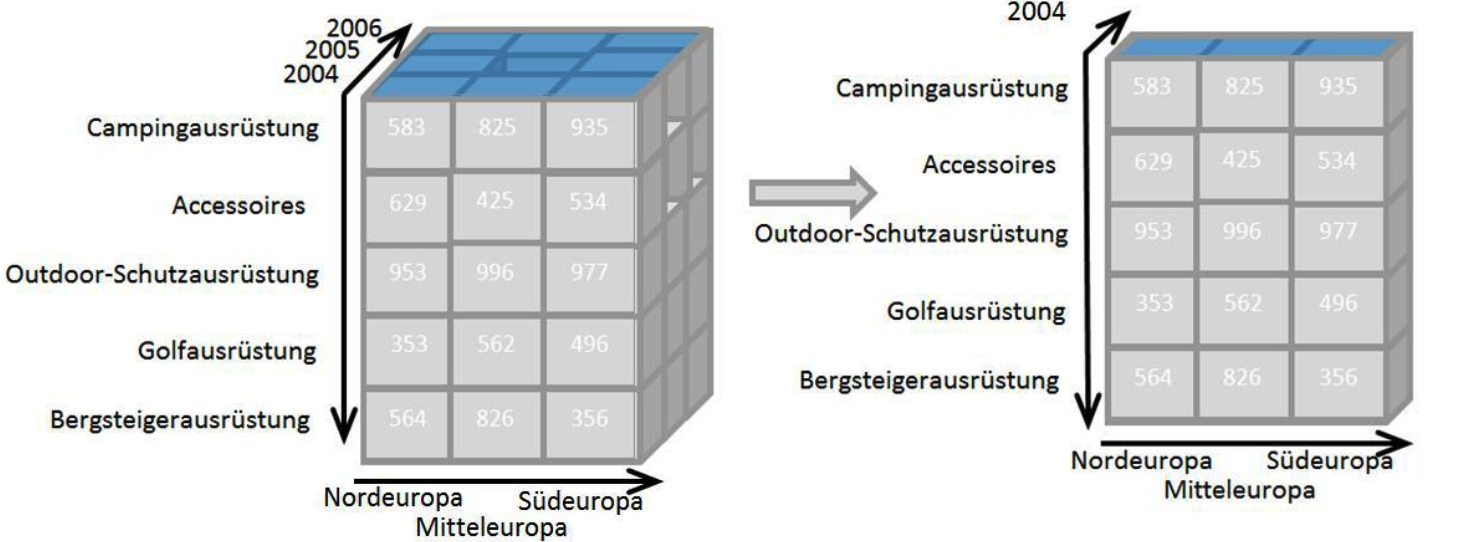 2006
2005
2004
Campingausrüstung
583 825 935
Accessoires
629 425 534
Outdoor-Schutzausrüstung
953 996 977
Golfausrüstung
353 562 496
Bergsteigerausrüstung
564 826 356
Nordeuropa Südeuropa
Mitteleuropa
2004
Campingausrüstung
583 825 935
Accessoires
629 425 534
Outdoor-Schutzausrüstung
953 996 977
Golfausrüstung
353 562 496
Bergsteigerausrüstung
564 826 356
Nordeuropa Südeuropa
Mitteleuropa